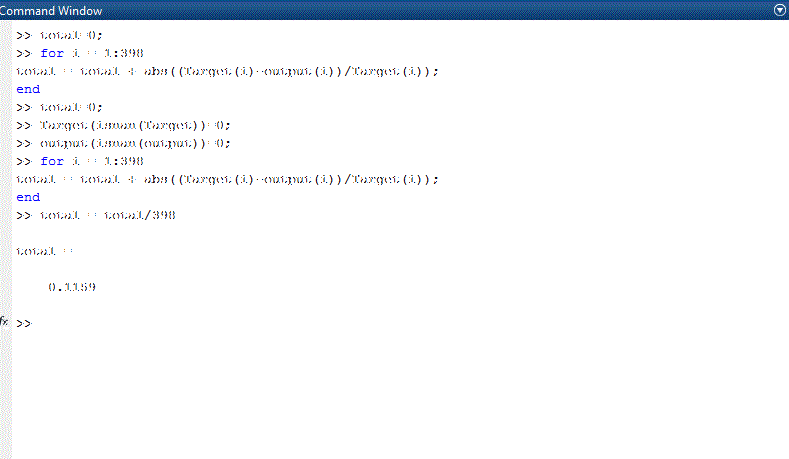 Command Window
>> total=0;
>> for i = 1:398
total = total + abs((Target(i)-output(i))/Target(i));
end
>> total=0;
>> Target(isnan(Target))=0;
>> output(isnan(output))=0;
>> for i = 1:398
total = total + abs((Target(i)-output(i))/Target(i));
end
>> total = total/398
total =
0.1159
fx >>